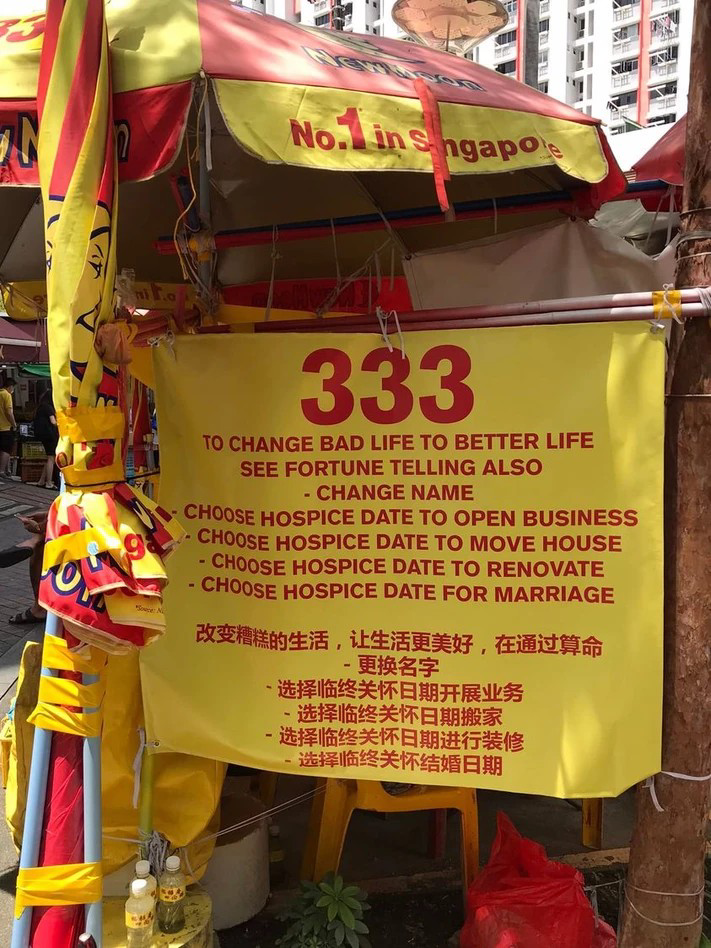 NewMoon
No.1 in Singapore
333
TO CHANGE BAD LIFE TO BETTER LIFE
SEE FORTUNE TELLING ALSO
- CHANGE NAME
- CHOOSE HOSPICE DATE TO OPEN BUSINESS
CHOOSE HOSPICE DATE TO MOVE HOUSE
- CHOOSE HOSPICE DATE TO RENOVATE
- CHOOSE HOSPICE DATE FOR MARRIAGE
改变糟糕的生活，让生活更美好，在通过算命
- 更换名字
- 选择临终关怀日期开展业务
- 选择临终关怀日期搬家
- 选择临终关怀日期进行装修
- 选择临终关怀结婚日期